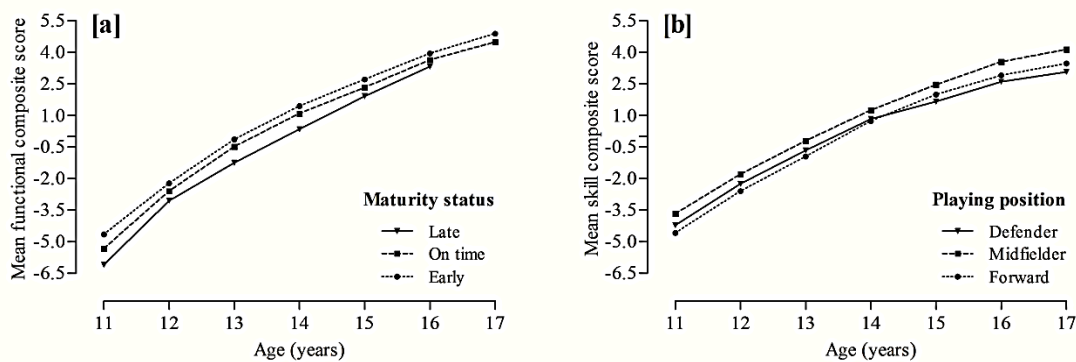 [a]
Mean functional composite score
5.5
4.0
2.5
1.0
-0.5
-2.0
-3.5
-5.0
-6.5
Maturity status
Late
On time
Early
11 12 13 14 15 16 17
Age (years)
[b]
Mean skill composite score
5.5
4.0
2.5
1.0
-0.5
-2.0
-3.5
-5.0
-6.5
Playing position
Defender
Midfielder
Forward
11 12 13 14 15 16 17
Age (years)